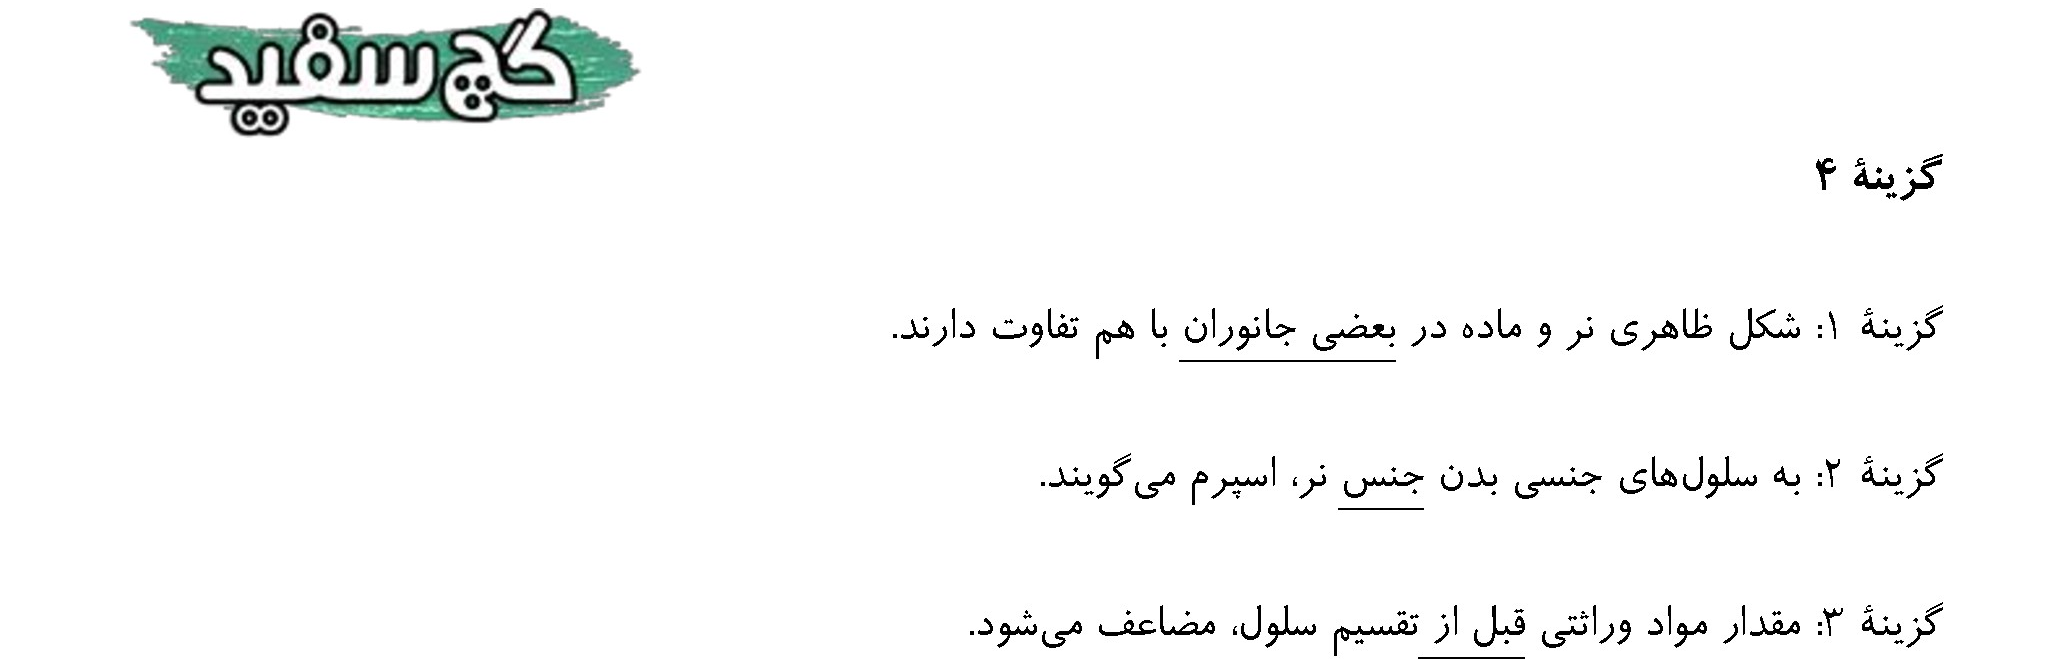 گچ سفید
گزینهٔ ۴
گزینهٔ ۱: شکل ظاهری نر و ماده در بعضی جانوران با هم تفاوت دارند.
گزینهٔ ۲: به سلول‌های جنسی بدن جنس نر، اسپرم می‌گویند.
گزینهٔ ۳: مقدار مواد وراثتی قبل از تقسیم سلول، مضاعف می‌شود.